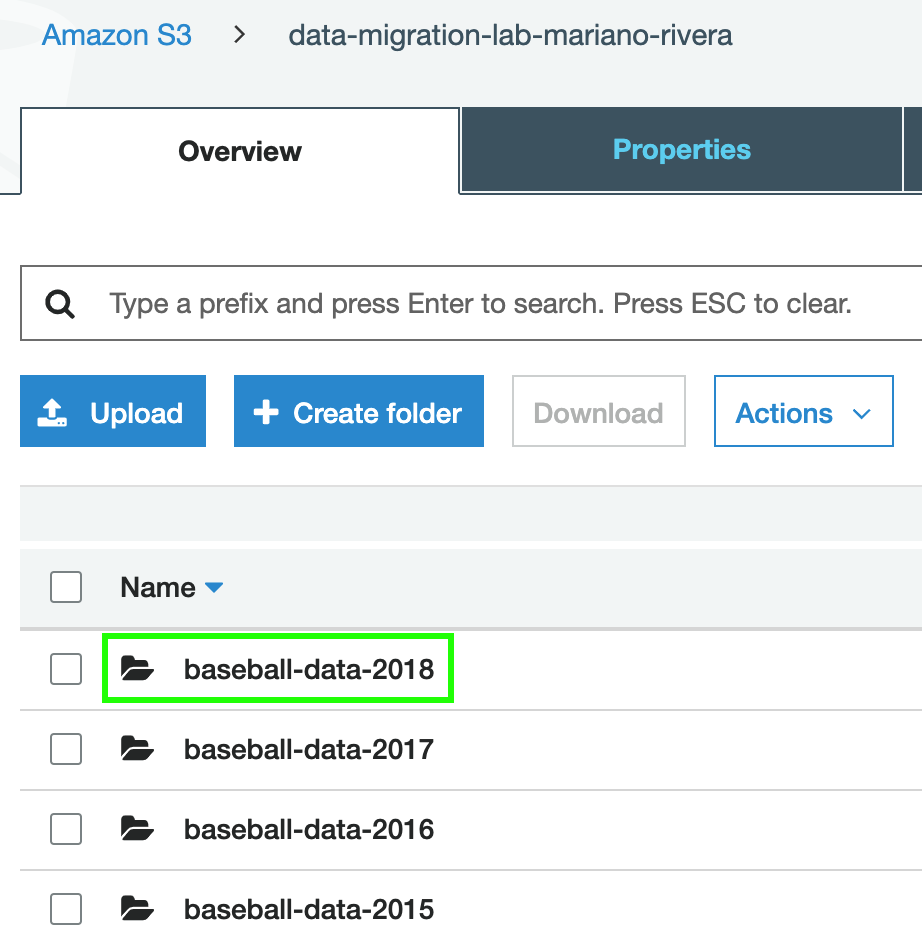 Amazon S3 > data-migration-lab-mariano-rivera
Overview Properties
Type a prefix and press Enter to search. Press ESC to clear.
Upload + Create folder Download Actions
Name
baseball-data-2018
baseball-data-2017
baseball-data-2016
baseball-data-2015